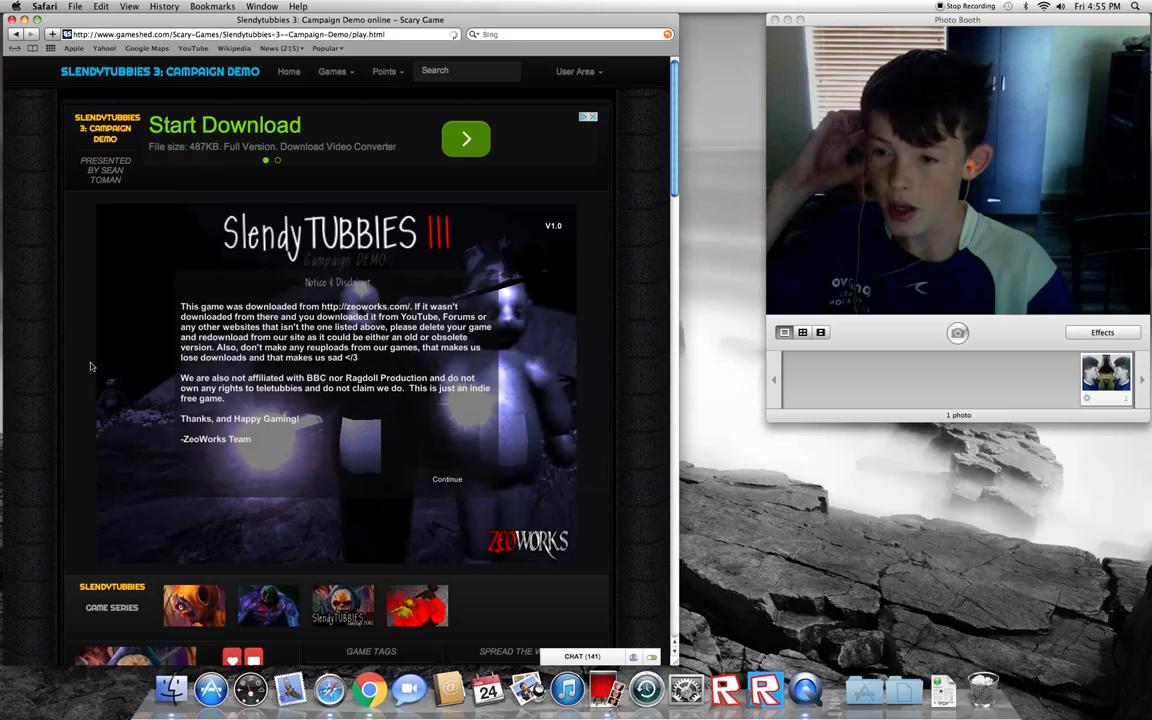 Safari File Edit View History Bookmarks Window Help
Stop Recording Fri 4:55 PM
Slendytubbies 3: Campaign Demo online - Scary Game
http://www.gameshed.com/Scary-Games/Slendytubbies-3--Campaign-Demo/play.html
Bing
Apple Yahoo! Google Maps YouTube Wikipedia News (215) Popular
SLENDYTUBBIES 3: CAMPAIGN DEMO Home Games Points Search User Area
SLENDYTUBBIES
3: CAMPAIGN
DEMO
PRESENTED
BY SEAN
TOMAN
Start Download
File size: 487KB. Full Version. Download Video Converter
SlendyTUBBIES III
Campaign DEMO
V1.0
Notice & Disclaimer
This game was downloaded from http://zeoworks.com/. If it wasn't
downloaded from there and you downloaded it from YouTube, Forums or
any other websites that isn't the one listed above, please delete your game
and redownload from our site as it could be either an old or obsolete
version. Also, don't make any reuploads from our games, that makes us
lose downloads and that makes us sad </3
We are also not affiliated with BBC nor Ragdoll Production and do not
own any rights to teletubbies and do not claim we do. This is just an indie
free game.
Thanks, and Happy Gaming!
-ZeoWorks Team
Continue
ZEOWORKS
SLENDYTUBBIES
GAME SERIES
SLENDYTUBBIES III
GAME TAGS
SPREAD THE W
CHAT (141)
Photo Booth
Effects
1
1 photo
JUN
24